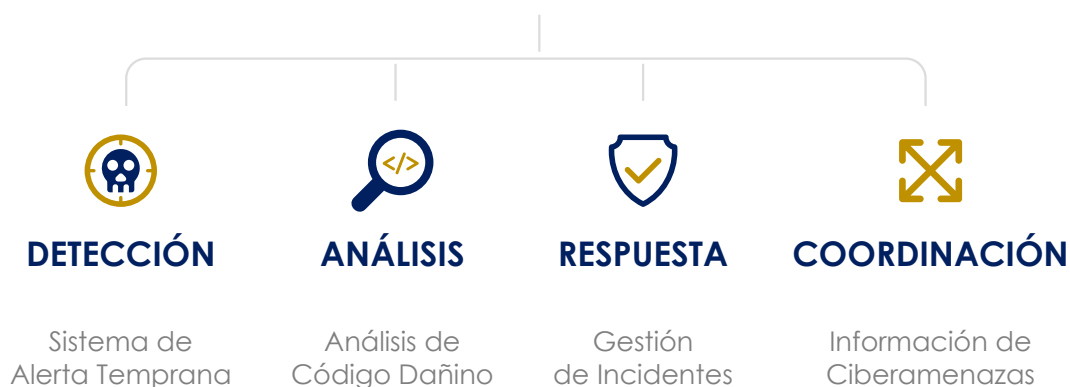 </>
DETECCIÓN
ANÁLISIS
RESPUESTA
COORDINACIÓN
Sistema de
Alerta Temprana
Análisis de
Código Dañino
Gestión
de Incidentes
Información de
Ciberamenazas